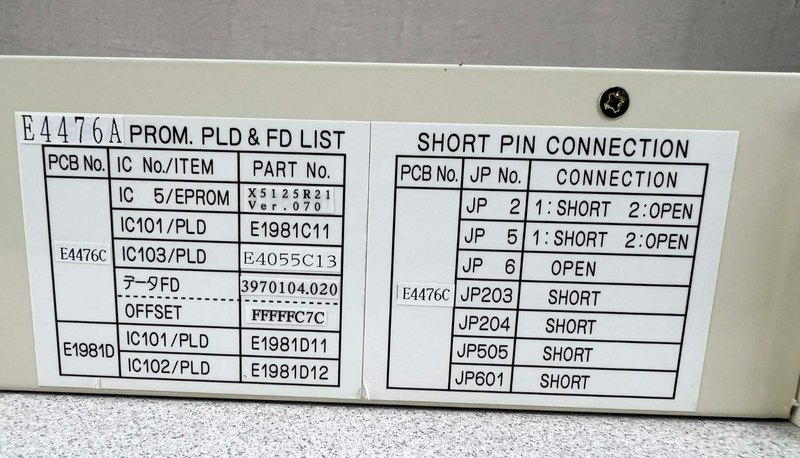 E4476A PROM. PLD & FD LIST
PCB No. IC No./ITEM PART No.
E4476C
IC 5/EPROM X5125R21
Ver.070
IC101/PLD E1981C11
IC103/PLD E4055C13
データFD 3970104.020
OFFSET FFFFFC7C
E1981D
IC101/PLD E1981D11
IC102/PLD E1981D12
SHORT PIN CONNECTION
PCB No. JP No. CONNECTION
E4476C
JP 2 1:SHORT 2:OPEN
JP 5 1:SHORT 2:OPEN
JP 6 OPEN
JP203 SHORT
JP204 SHORT
JP505 SHORT
JP601 SHORT